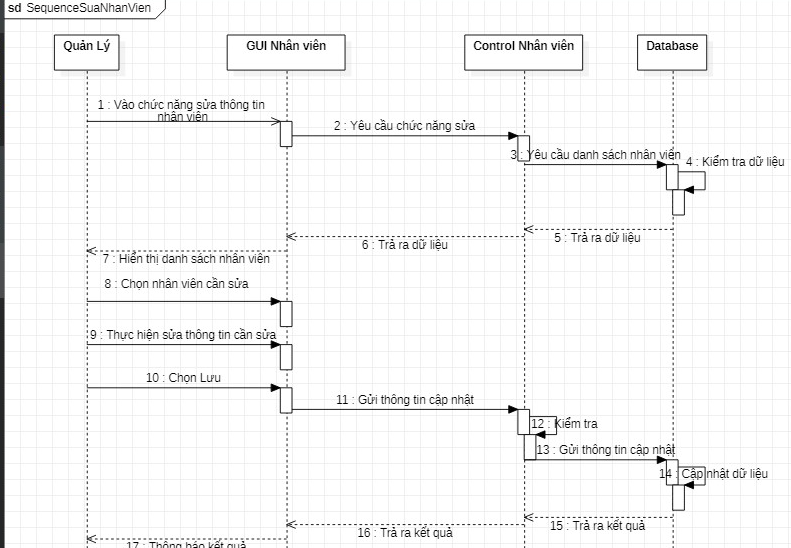 sd SequenceSuaNhanVien
Quản Lý
GUI Nhân viên
Control Nhân viên
Database
1 : Vào chức năng sửa thông tin
nhân viên
2 : Yêu cầu chức năng sửa
3 : Yêu cầu danh sách nhân viên
4 : Kiểm tra dữ liệu
5 : Trả ra dữ liệu
6 : Trả ra dữ liệu
7 : Hiển thị danh sách nhân viên
8 : Chọn nhân viên cần sửa
9 : Thực hiện sửa thông tin cần sửa
10 : Chọn Lưu
11 : Gửi thông tin cập nhật
12 : Kiểm tra
13 : Gửi thông tin cập nhật
14 : Cập nhật dữ liệu
15 : Trả ra kết quả
16 : Trả ra kết quả
17 : Thông báo kết quả